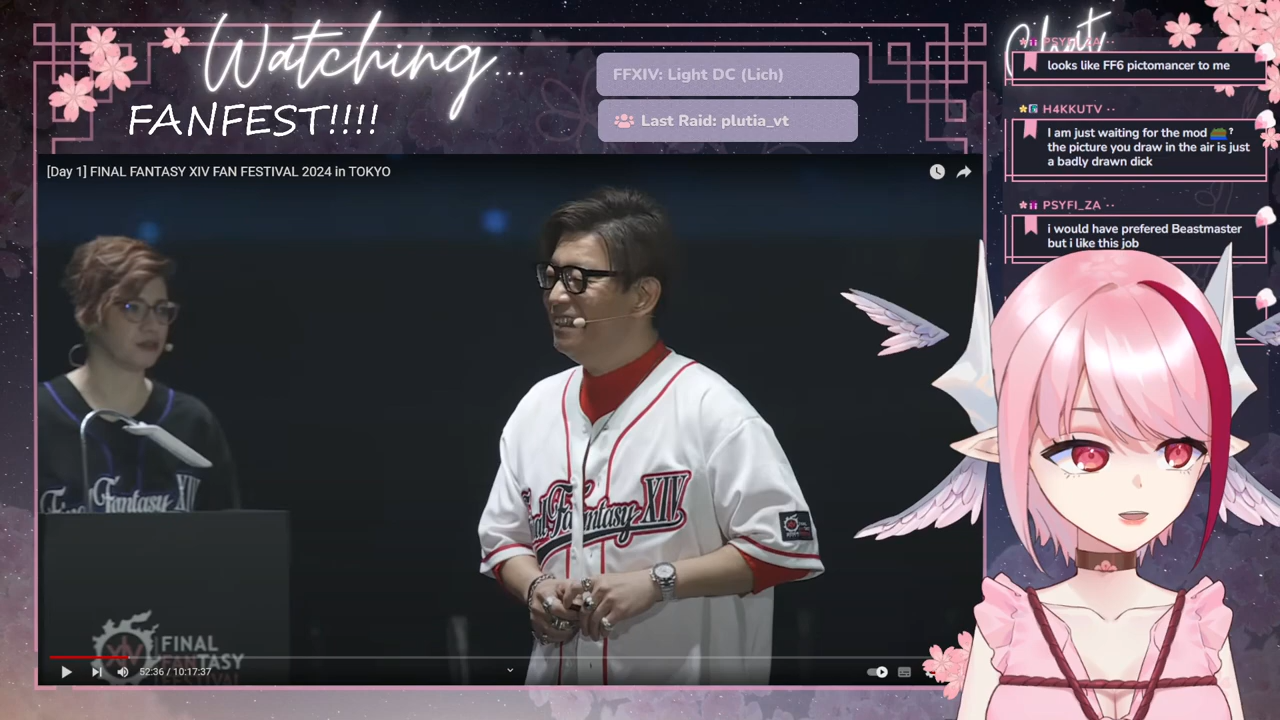 Watching...
FANFEST!!!!
FFXIV: Light DC (Lich)
Last Raid: plutia_vt
[Day 1] FINAL FANTASY XIV FAN FESTIVAL 2024 in TOKYO
Final Fantasy XIV
Final Fantasy XIV
FINAL
FANTASY
52:36 / 10:17:37
Chat
PSYFI_ZA
looks like FF6 pictomancer to me
H4KKUTV
I am just waiting for the mod ?
the picture you draw in the air is just
a badly drawn dick
PSYFI_ZA
i would have prefered Beastmaster
but i like this job